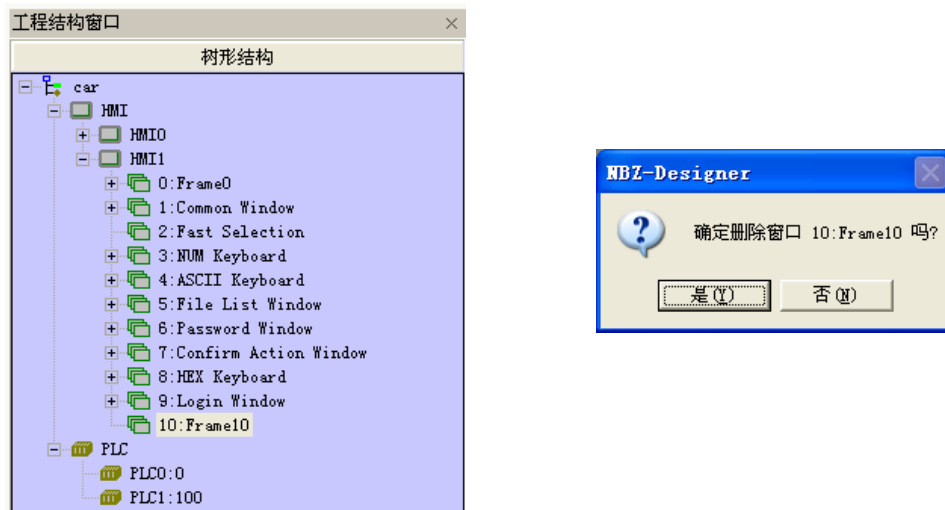 工程结构窗口
树形结构
car
HMI
HMI0
HMI1
0:Frame0
1:Common Window
2:Fast Selection
3:NUM Keyboard
4:ASCII Keyboard
5:File List Window
6:Password Window
7:Confirm Action Window
8:HEX Keyboard
9:Login Window
10:Frame10
PLC
PLC0:0
PLC1:100
NBZ-Designer
确定删除窗口 10:Frame10 吗?
是(Y)
否(N)